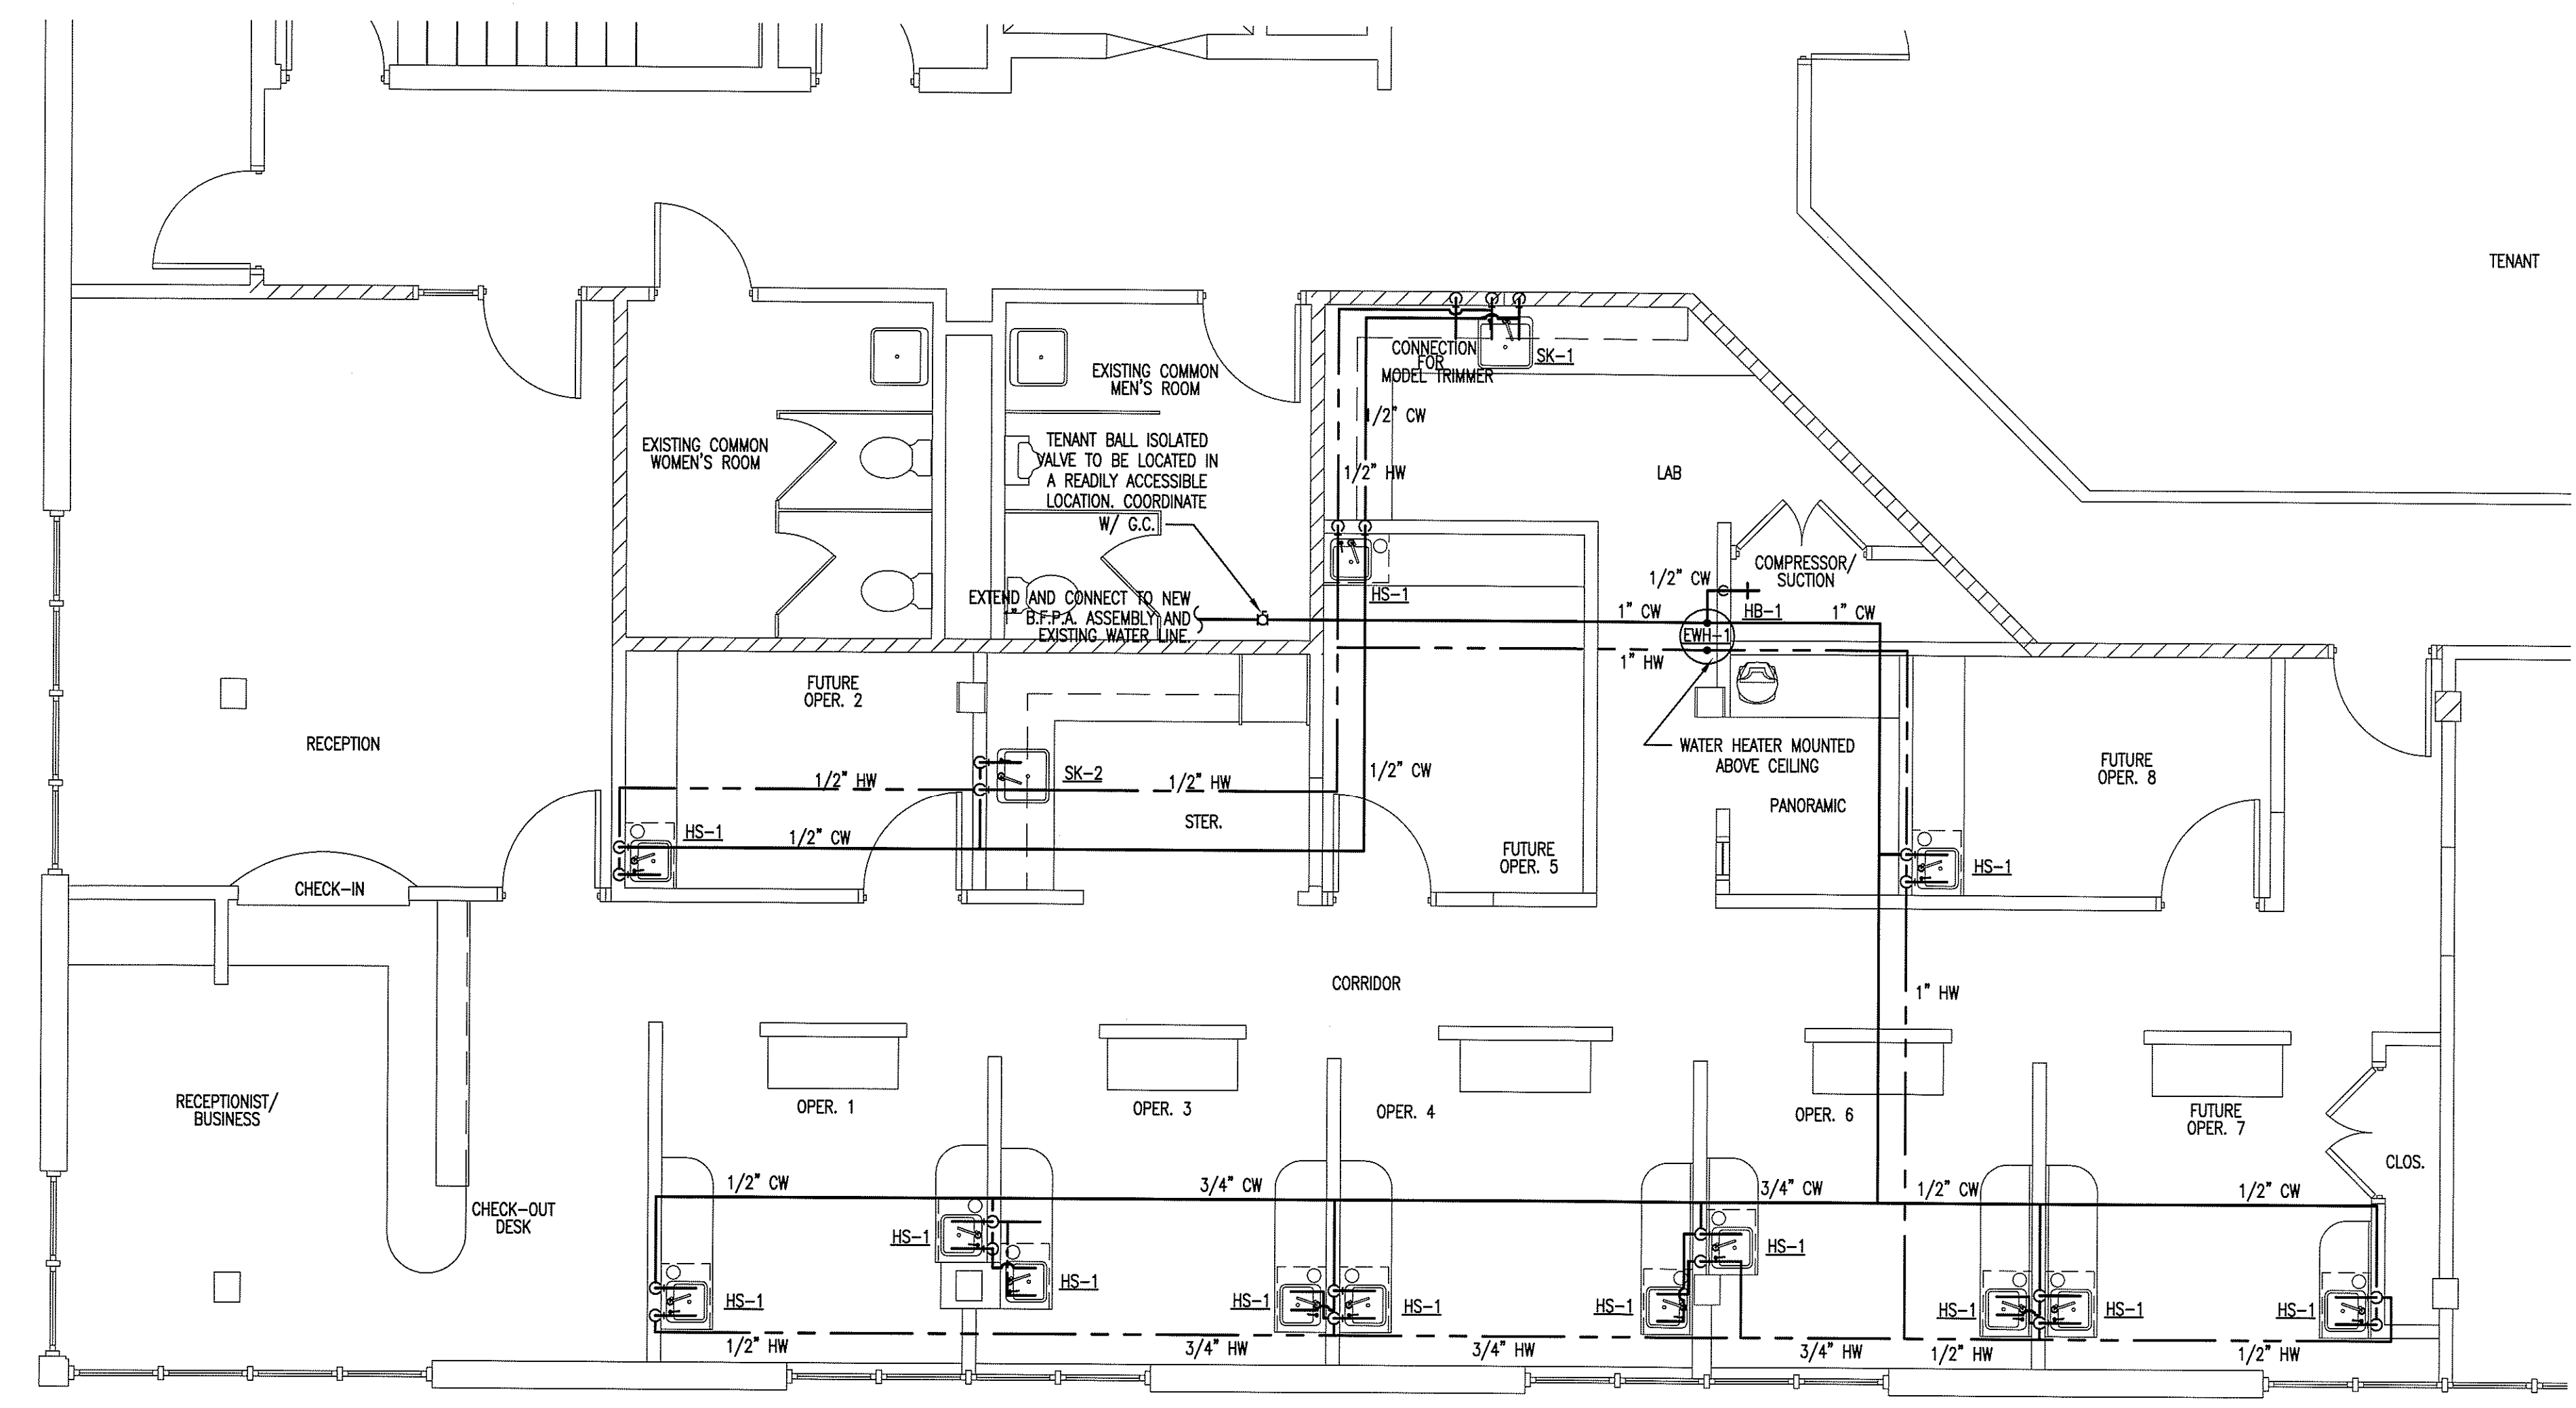 TENANT
EXISTING COMMON
MEN'S ROOM
CONNECTION
FOR
MODEL TRIMMER
SK-1
1/2" CW
EXISTING COMMON
WOMEN'S ROOM
TENANT BALL ISOLATED
VALVE TO BE LOCATED IN
A READILY ACCESSIBLE
LOCATION. COORDINATE
W/ G.C.
1/2" HW
LAB
COMPRESSOR/
SUCTION
1/2" CW
EXTEND AND CONNECT TO NEW
B.F.P.A. ASSEMBLY AND
EXISTING WATER LINE.
HS-1
1" CW
HB-1
1" CW
EWH-1
1" HW
FUTURE
OPER. 2
RECEPTION
WATER HEATER MOUNTED
ABOVE CEILING
FUTURE
OPER. 8
1/2" HW
SK-2
1/2" HW
1/2" CW
PANORAMIC
STER.
HS-1
1/2" CW
FUTURE
OPER. 5
HS-1
CHECK-IN
CORRIDOR
1" HW
RECEPTIONIST/
BUSINESS
OPER. 1
OPER. 3
OPER. 4
OPER. 6
FUTURE
OPER. 7
CLOS.
CHECK-OUT
DESK
1/2" CW
3/4" CW
3/4" CW
1/2" CW
1/2" CW
HS-1
HS-1
HS-1
HS-1
HS-1
HS-1
HS-1
HS-1
HS-1
HS-1
1/2" HW
3/4" HW
3/4" HW
3/4" HW
1/2" HW
1/2" HW